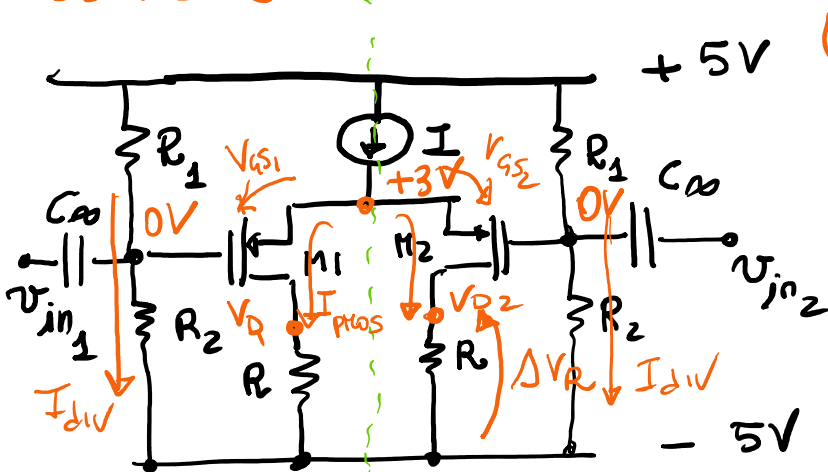 + 5V
I
R1
R1
VGS1
VGS2
+3V
C∞
C∞
0V
0V
M1
M2
vin1
vin2
R2
R2
VD
VD2
IPMOS
R
R
ΔVR
Idiv
Idiv
- 5V